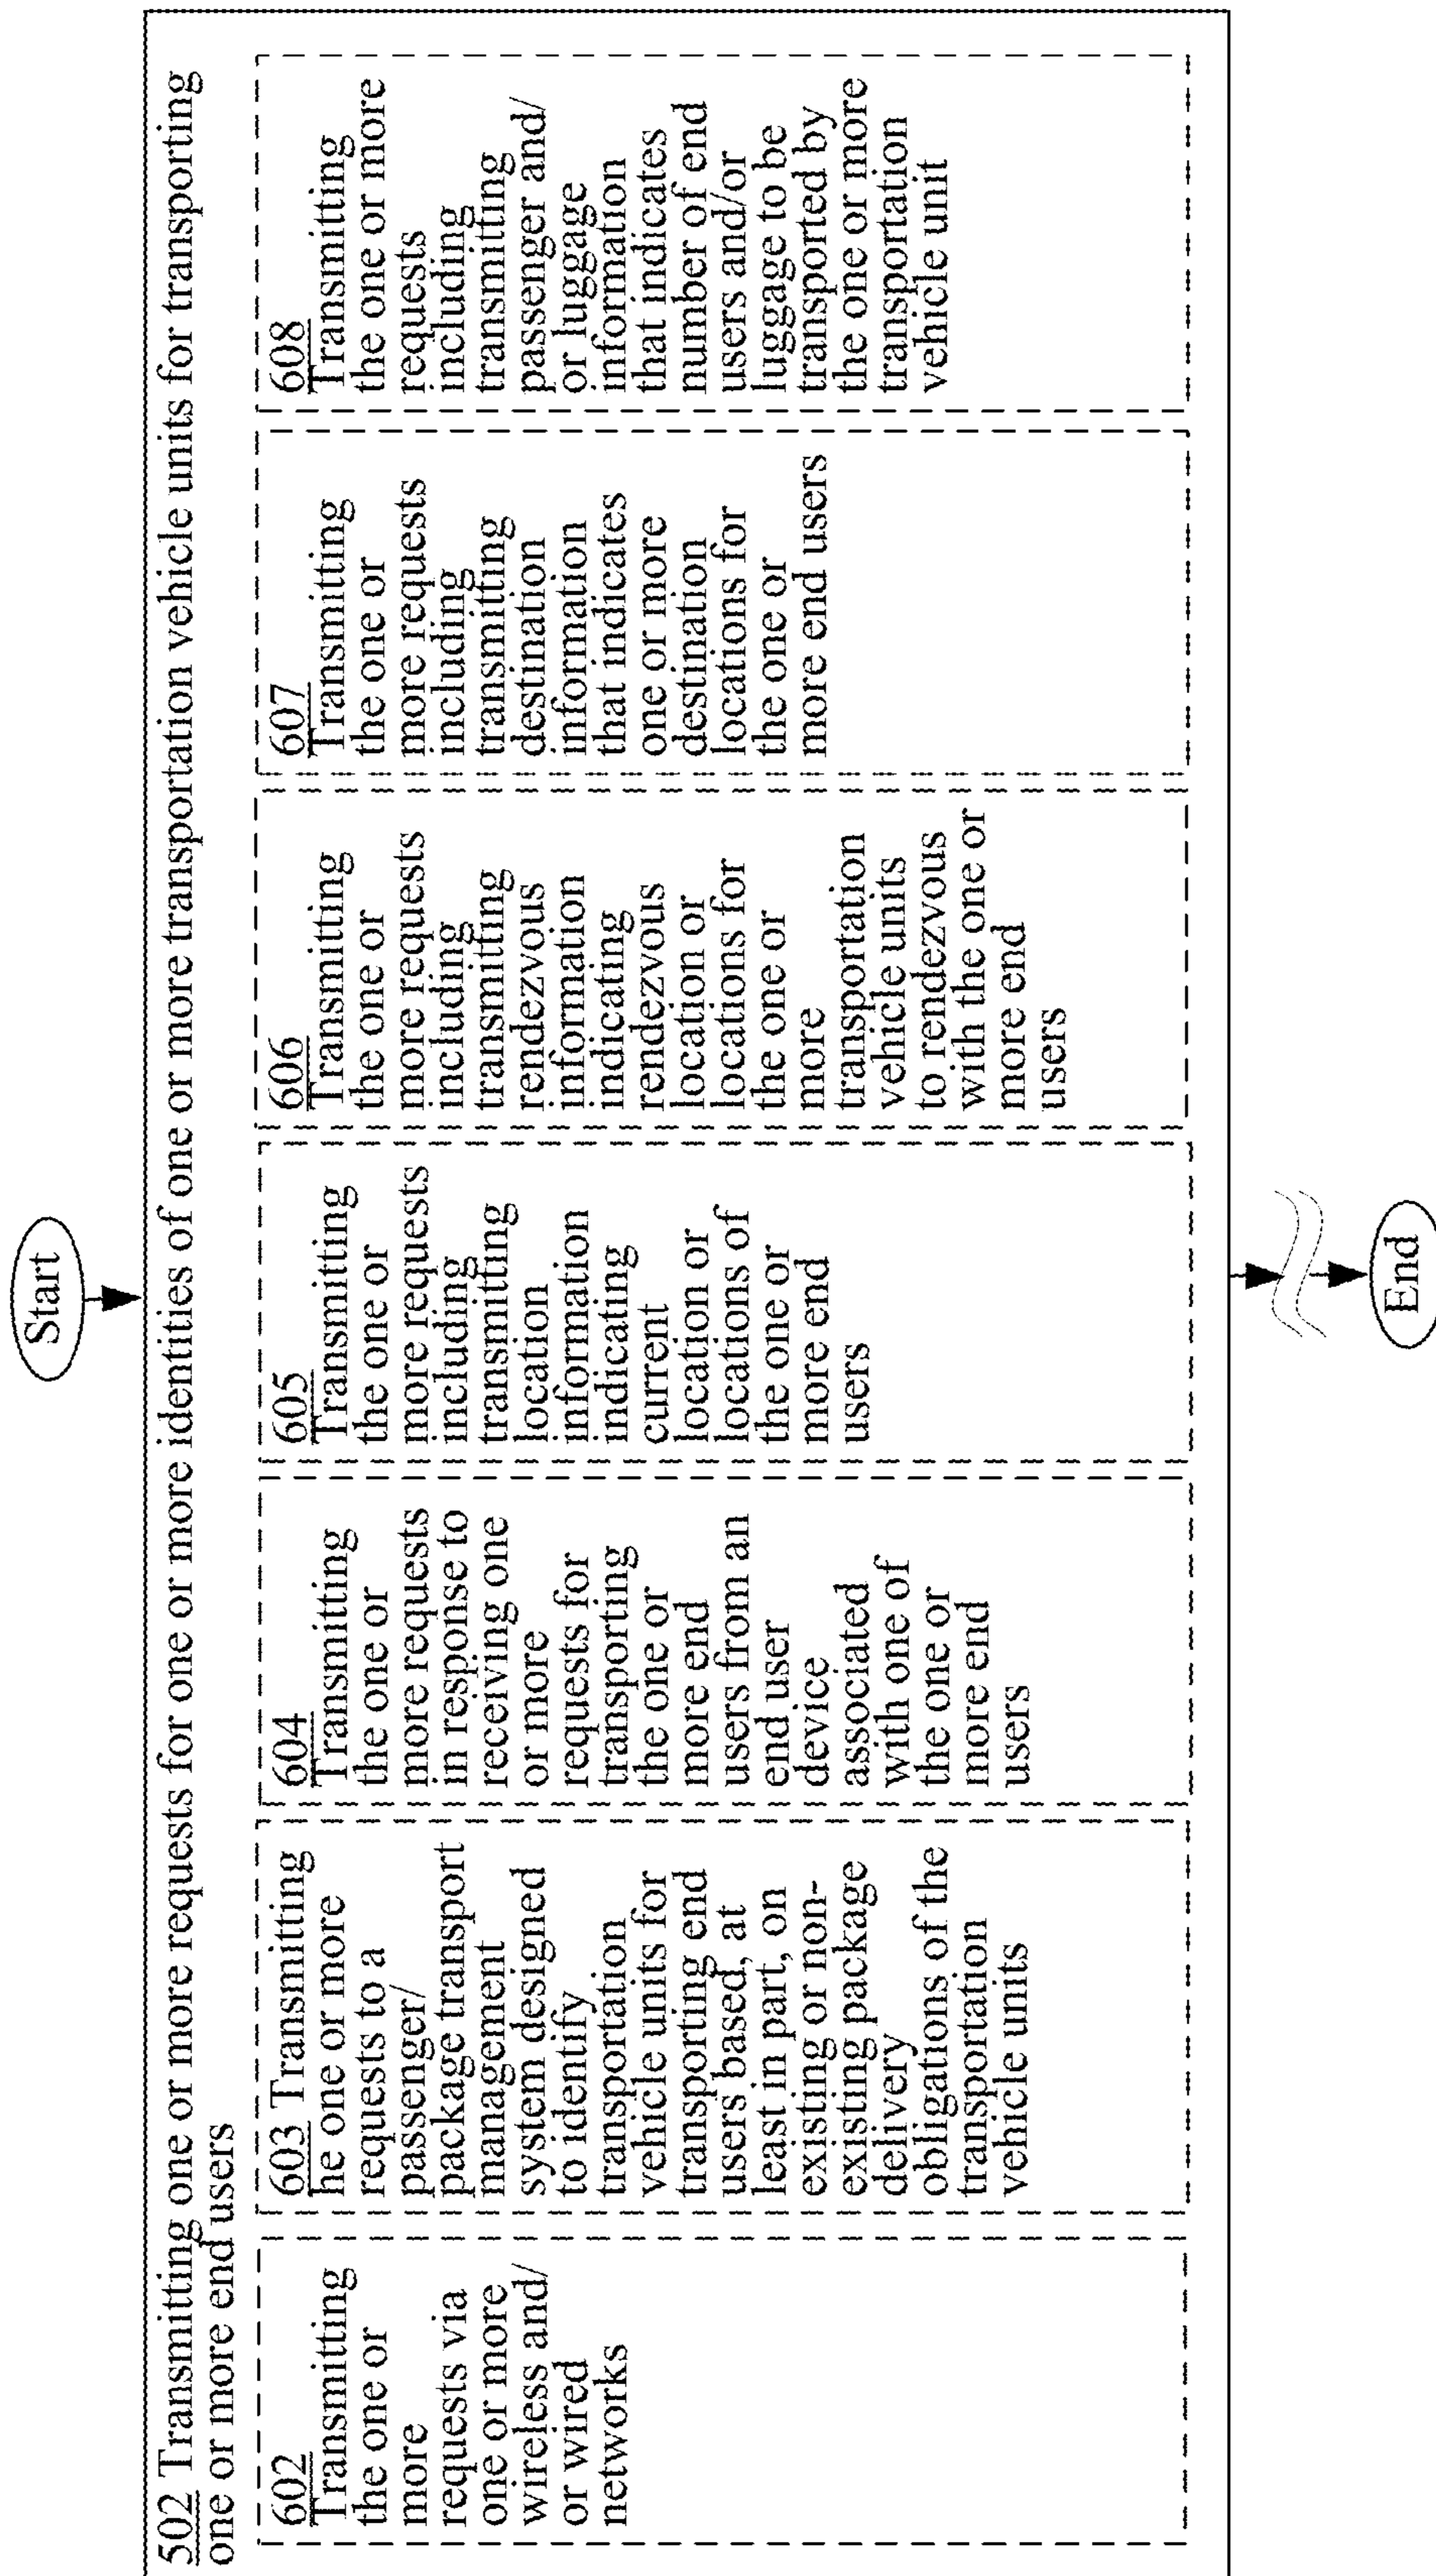 Start
502 Transmitting one or more requests for one or more identities of one or more transportation vehicle units for transporting
one or more end users
602
Transmitting
the one or
more
requests via
one or more
wireless and/
or wired
networks
603 Transmitting
he one or more
requests to a
passenger/
package transport
management
system designed
to identify
transportation
vehicle units for
transporting end
users based, at
least in part, on
existing or non-
existing package
delivery
obligations of the
transportation
vehicle units
604
Transmitting
the one or
more requests
in response to
receiving one
or more
requests for
transporting
the one or
more end
users from an
end user
device
associated
with one of
the one or
more end
users
605
Transmitting
the one or
more requests
including
transmitting
location
information
indicating
current
location or
locations of
the one or
more end
users
606
Transmitting
the one or
more requests
including
transmitting
rendezvous
information
indicating
rendezvous
location or
locations for
the one or
more
transportation
vehicle units
to rendezvous
with the one or
more end
users
607
Transmitting
the one or
more requests
including
transmitting
destination
information
that indicates
one or more
destination
locations for
the one or
more end users
608
Transmitting
the one or more
requests
including
transmitting
passenger and/
or luggage
information
that indicates
number of end
users and/or
luggage to be
transported by
the one or more
transportation
vehicle unit
End